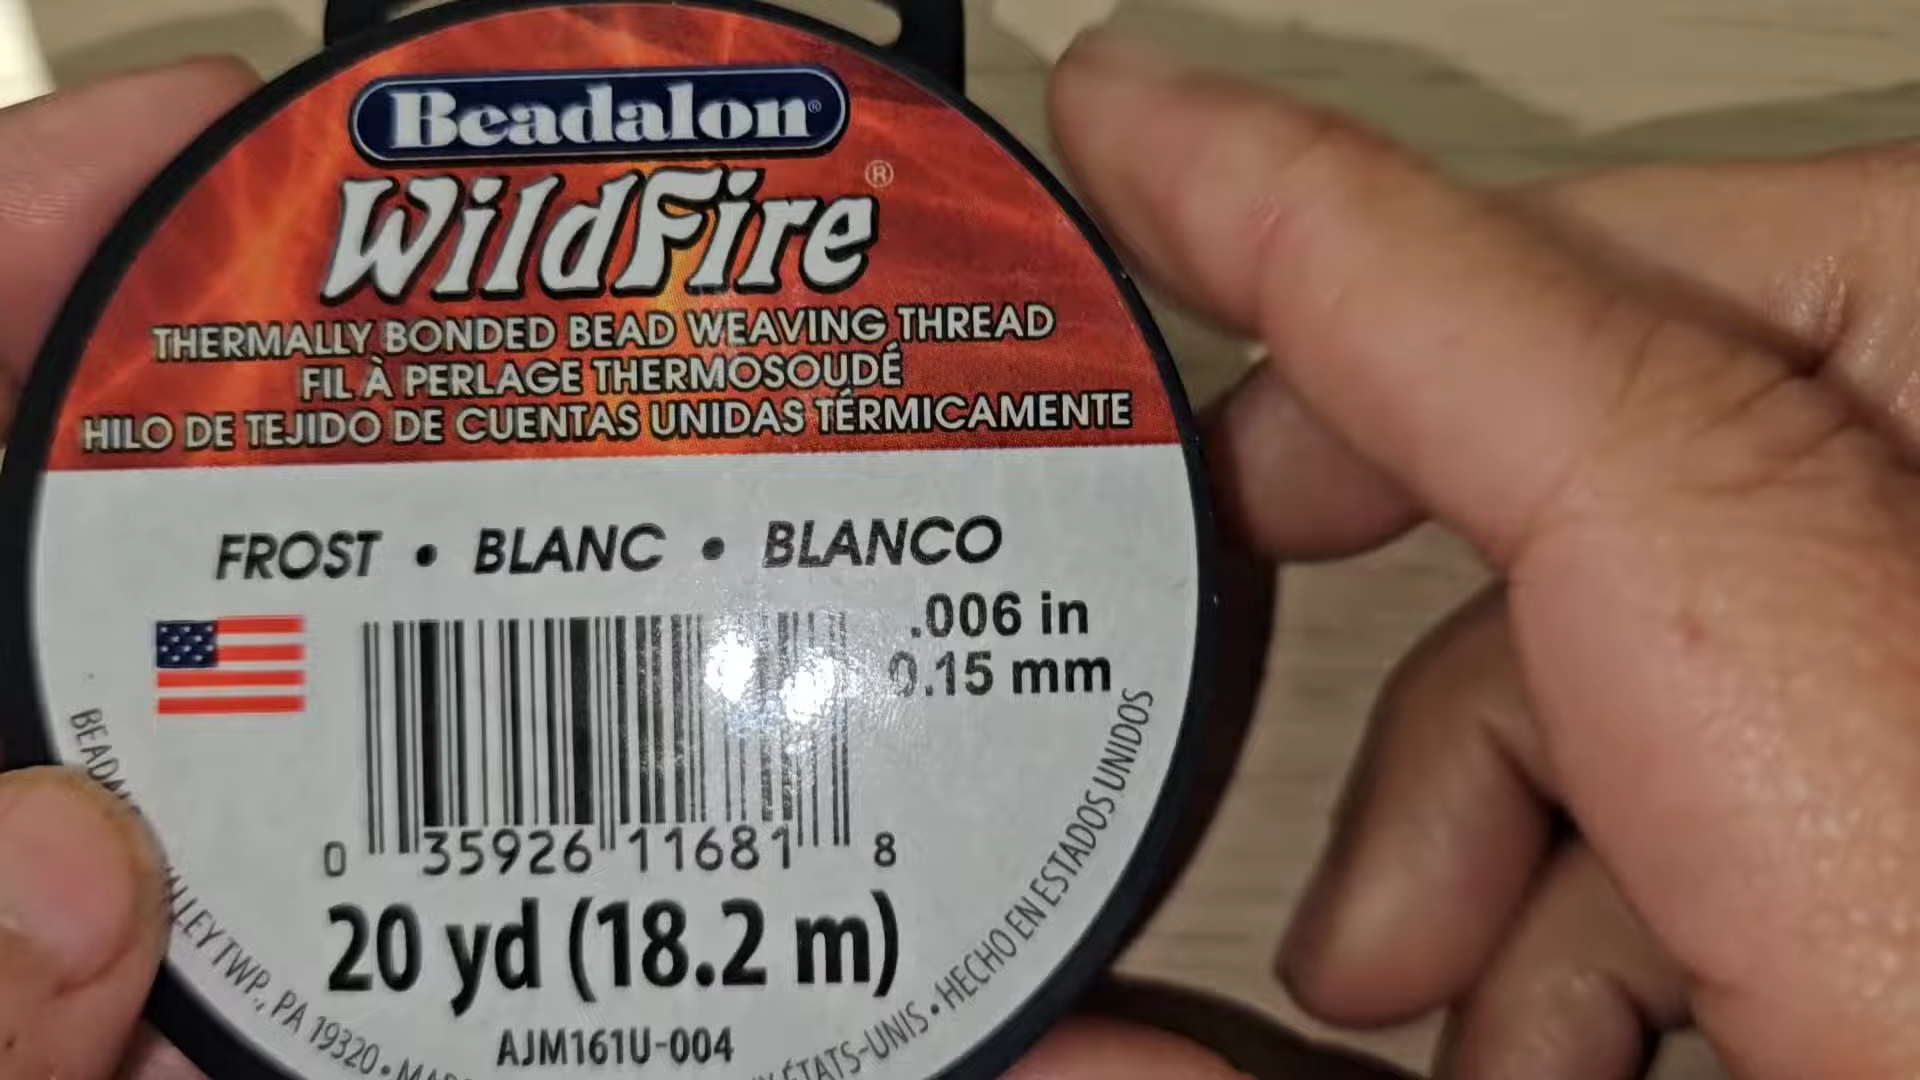 Beadalon®
WildFire®
THERMALLY BONDED BEAD WEAVING THREAD
FIL À PERLAGE THERMOSOUDÉ
HILO DE TEJIDO DE CUENTAS UNIDAS TÉRMICAMENTE
FROST • BLANC • BLANCO
.006 in
0.15 mm
0 35926 11681 8
20 yd (18.2 m)
AJM161U-004
TWP., PA 19320 • ÉTATS-UNIS • HECHO EN ESTADOS UNIDOS